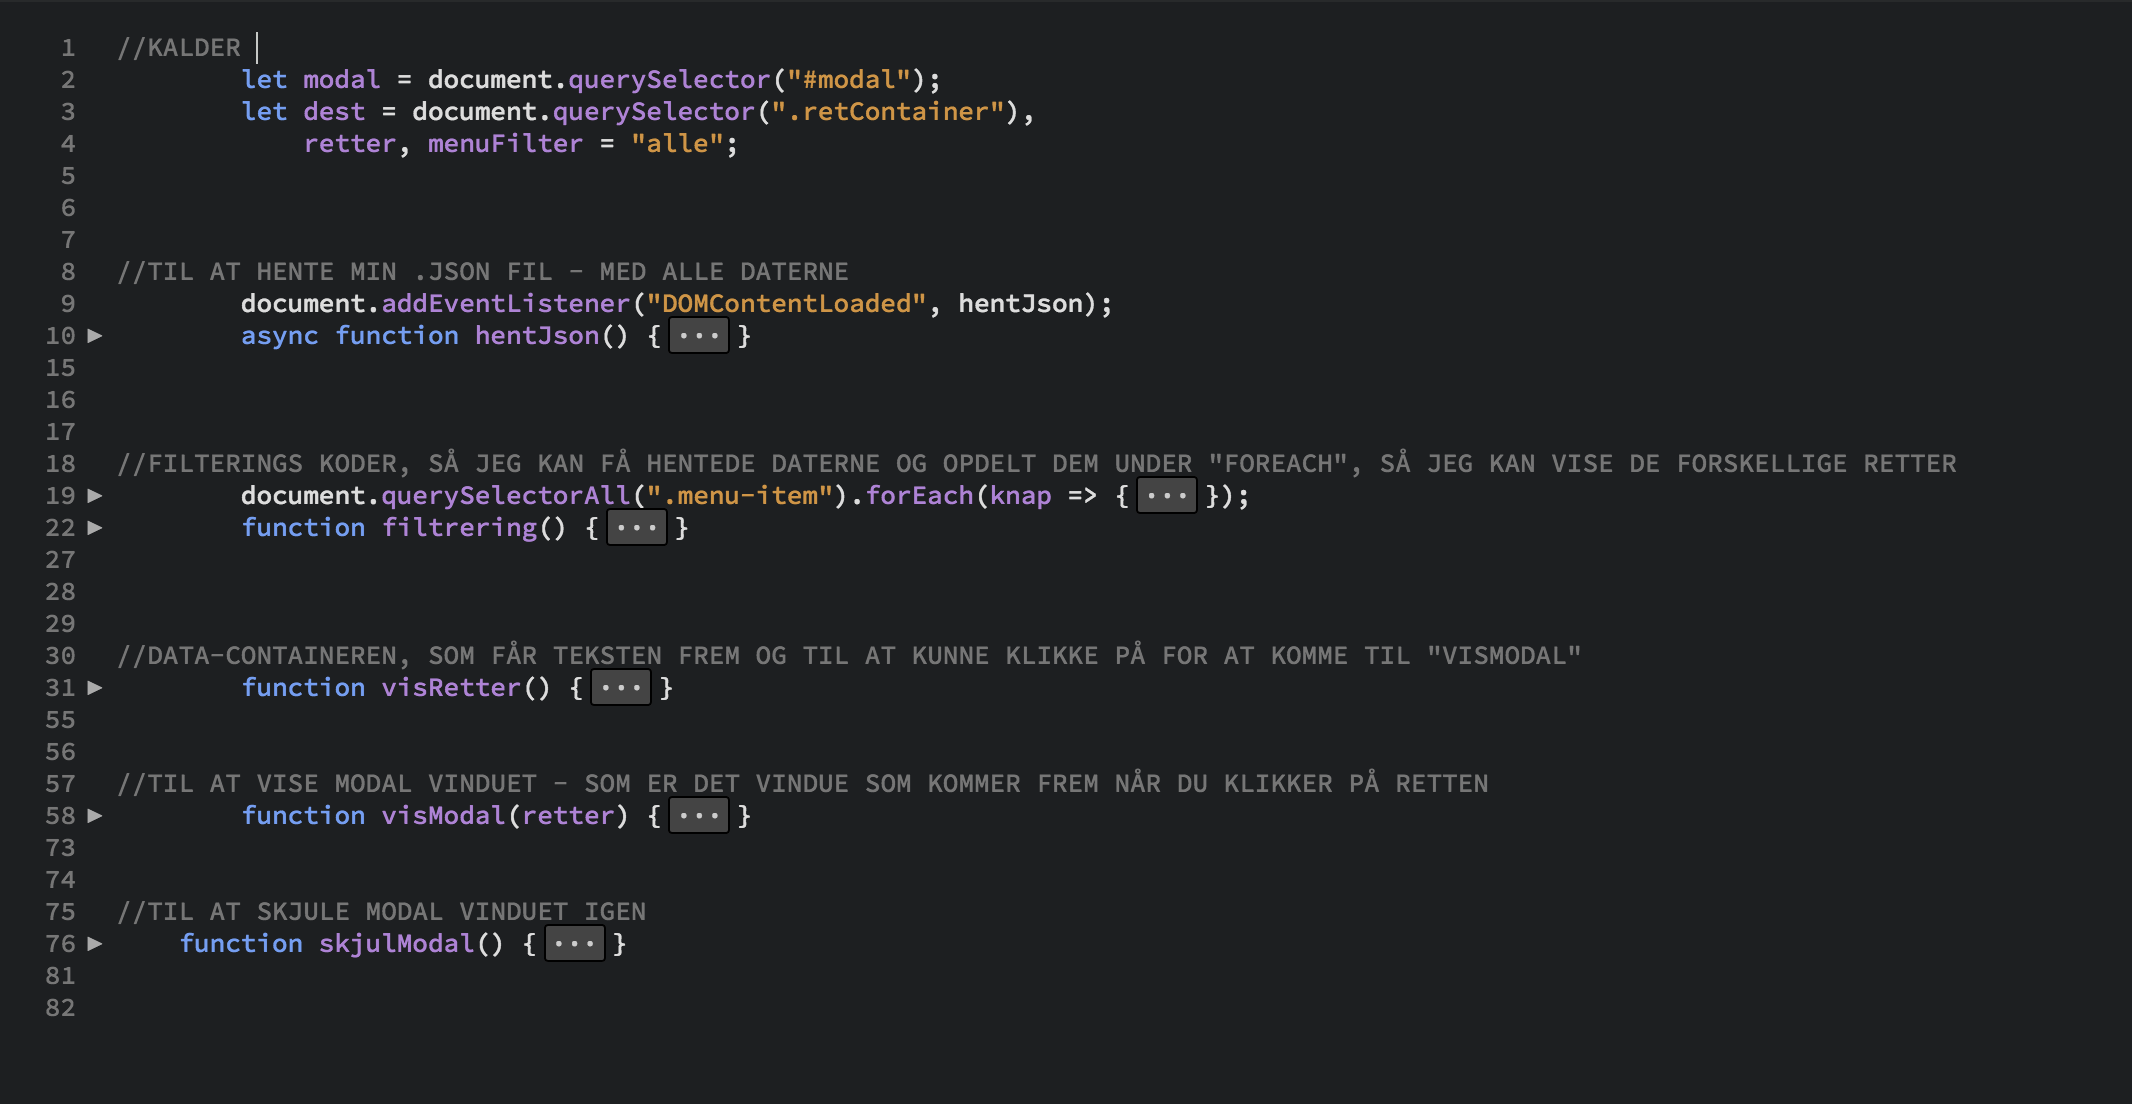 1 //KALDER
2 let modal = document.querySelector("#modal");
3 let dest = document.querySelector(".retContainer"),
4 retter, menuFilter = "alle";
5
6
7
8 //TIL AT HENTE MIN .JSON FIL - MED ALLE DATERNE
9 document.addEventListener("DOMContentLoaded", hentJson);
10 async function hentJson() { ... }
15
16
17
18 //FILTERINGS KODER, SÅ JEG KAN FÅ HENTEDE DATERNE OG OPDELT DEM UNDER "FOREACH", SÅ JEG KAN VISE DE FORSKELLIGE RETTER
19 document.querySelectorAll(".menu-item").forEach(knap => { ... });
22 function filtrering() { ... }
27
28
29
30 //DATA-CONTAINEREN, SOM FÅR TEKSTEN FREM OG TIL AT KUNNE KLIKKE PÅ FOR AT KOMME TIL "VISMODAL"
31 function visRetter() { ... }
55
56
57 //TIL AT VISE MODAL VINDUET - SOM ER DET VINDUE SOM KOMMER FREM NÅR DU KLIKKER PÅ RETTEN
58 function visModal(retter) { ... }
73
74
75 //TIL AT SKJULE MODAL VINDUET IGEN
76 function skjulModal() { ... }
81
82